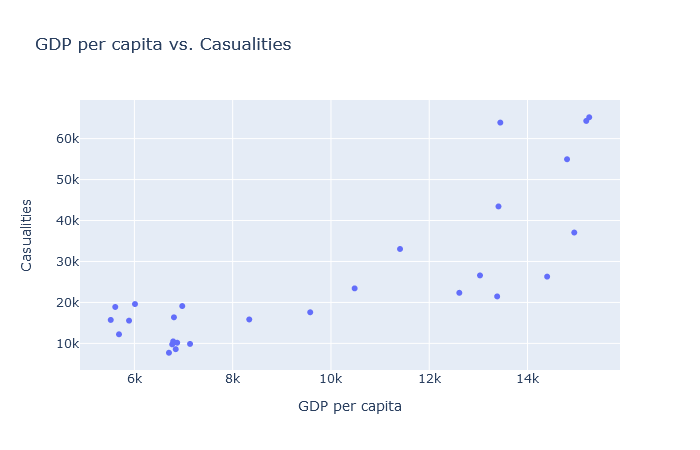 GDP per capita vs. Casualities
60k
50k
40k
30k
20k
10k
Casualities
6k
8k
10k
12k
14k
GDP per capita